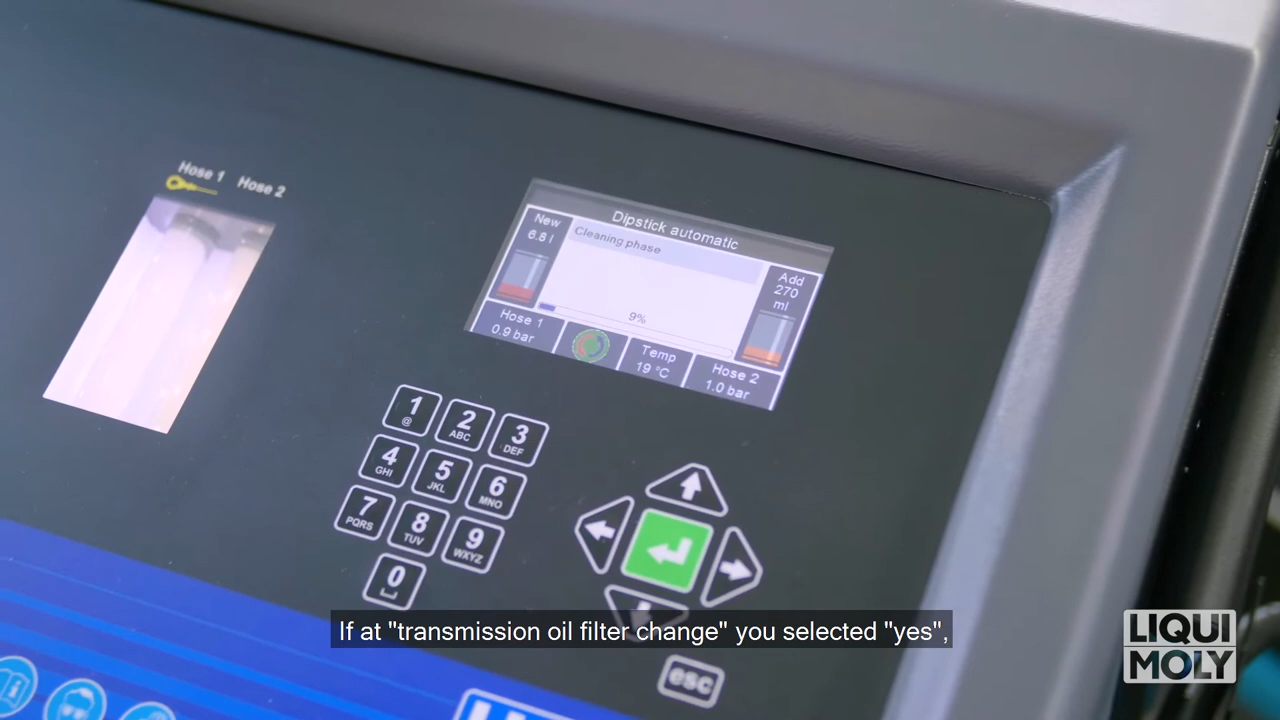 Hose 1 Hose 2
Dipstick automatic
New
6.8 l
Cleaning phase
Add
270
ml
9%
Hose 1
0.9 bar
Temp
19 °C
Hose 2
1.0 bar
1 2 3
@ ABC DEF
4 5 6
GHI JKL MNO
7 8 9
PQRS TUV WXYZ
0
If at "transmission oil filter change" you selected "yes",
esc
LIQUI
MOLY